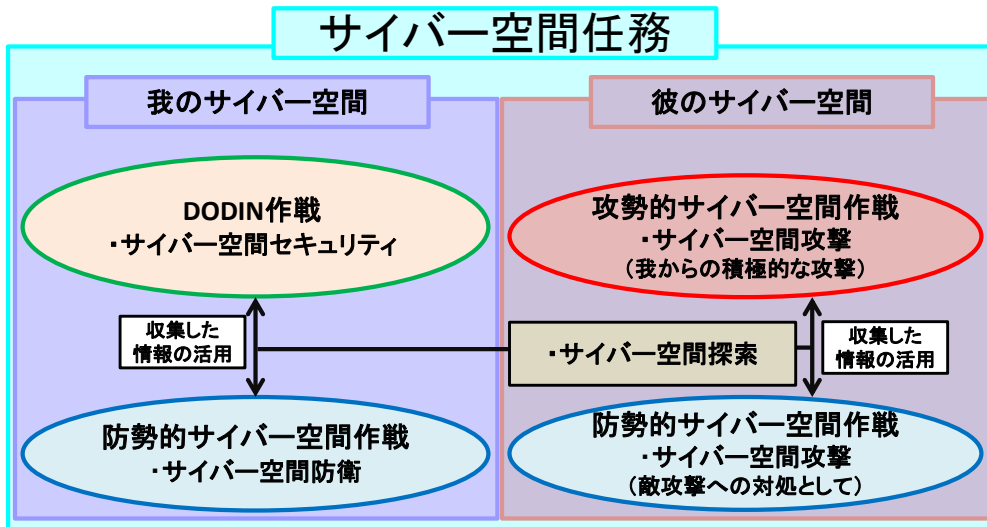 サイバー空間任務
我のサイバー空間
DODIN作戦
・サイバー空間セキュリティ
収集した
情報の活用
防勢的サイバー空間作戦
・サイバー空間防衛
彼のサイバー空間
攻勢的サイバー空間作戦
・サイバー空間攻撃
（我からの積極的な攻撃）
・サイバー空間探索
収集した
情報の活用
防勢的サイバー空間作戦
・サイバー空間攻撃
（敵攻撃への対処として）